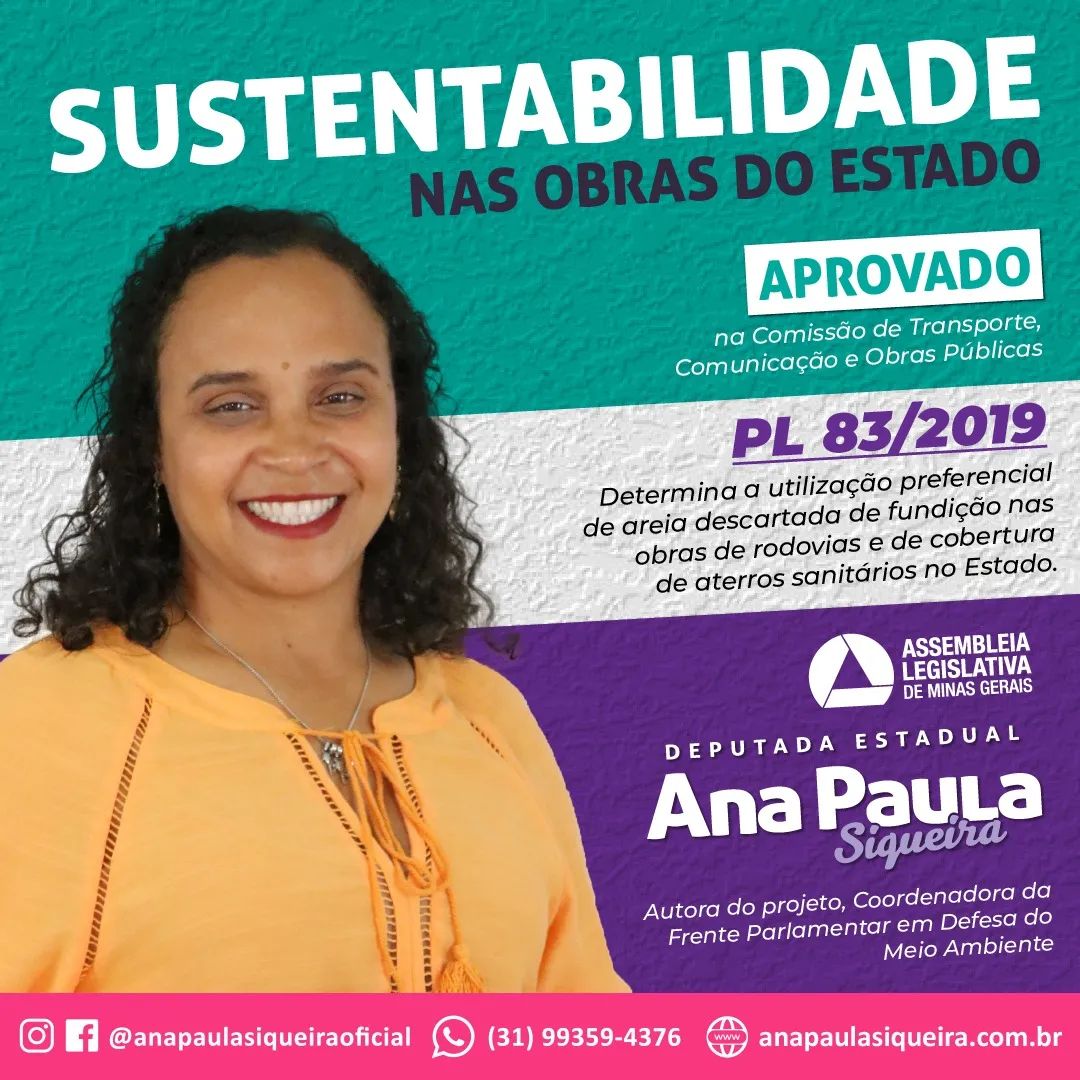 SUSTENTABILIDADE
NAS OBRAS DO ESTADO
APROVADO
na Comissão de Transporte,
Comunicação e Obras Públicas
PL 83/2019
Determina a utilização preferencial
de areia descartada de fundição nas
obras de rodovias e de cobertura
de aterros sanitários no Estado.
ASSEMBLEIA
LEGISLATIVA
DE MINAS GERAIS
DEPUTADA ESTADUAL
Ana Paula
Siqueira
Autora do projeto, Coordenadora da
Frente Parlamentar em Defesa do
Meio Ambiente
@anapaulasiqueiraoficial (31) 99359-4376 www anapaulasiqueira.com.br